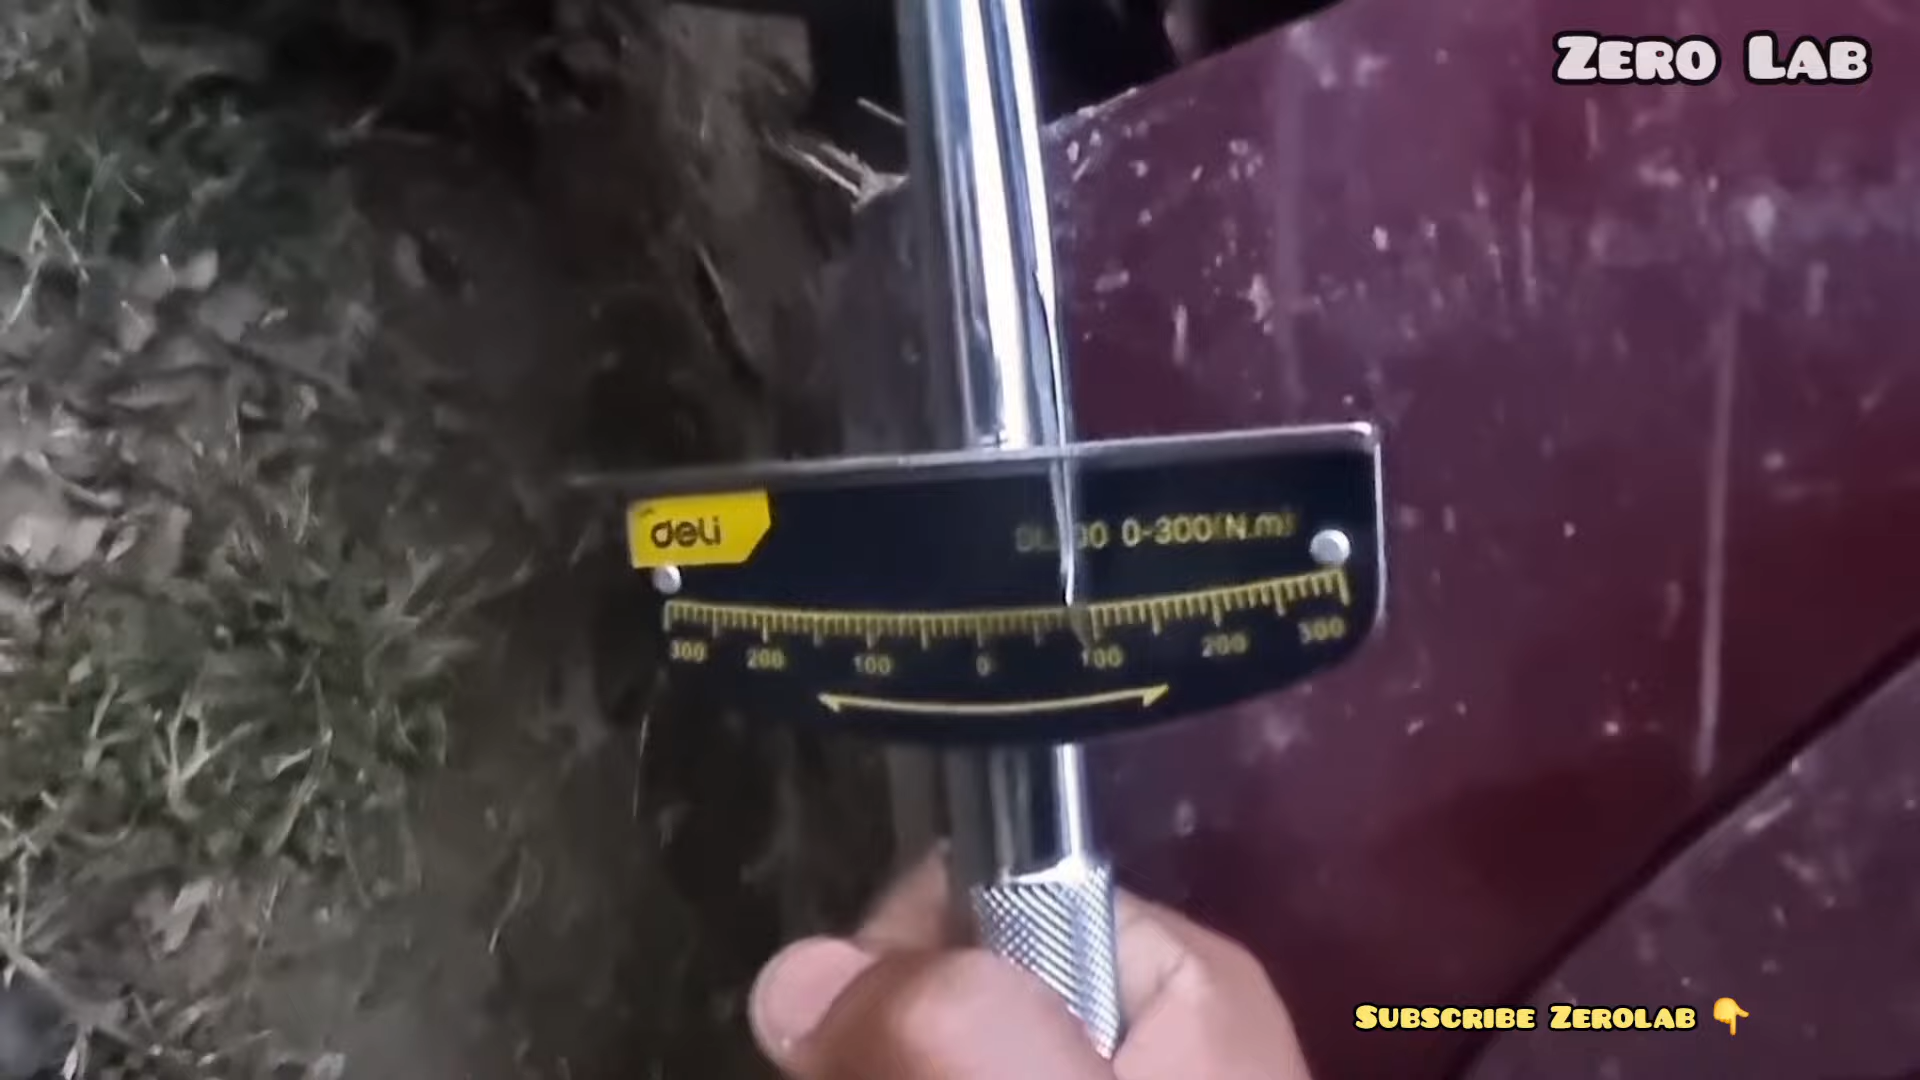 Zero Lab
deli
0-300(N.m)
300 200 100 0 100 200 300
Subscribe Zerolab 👇